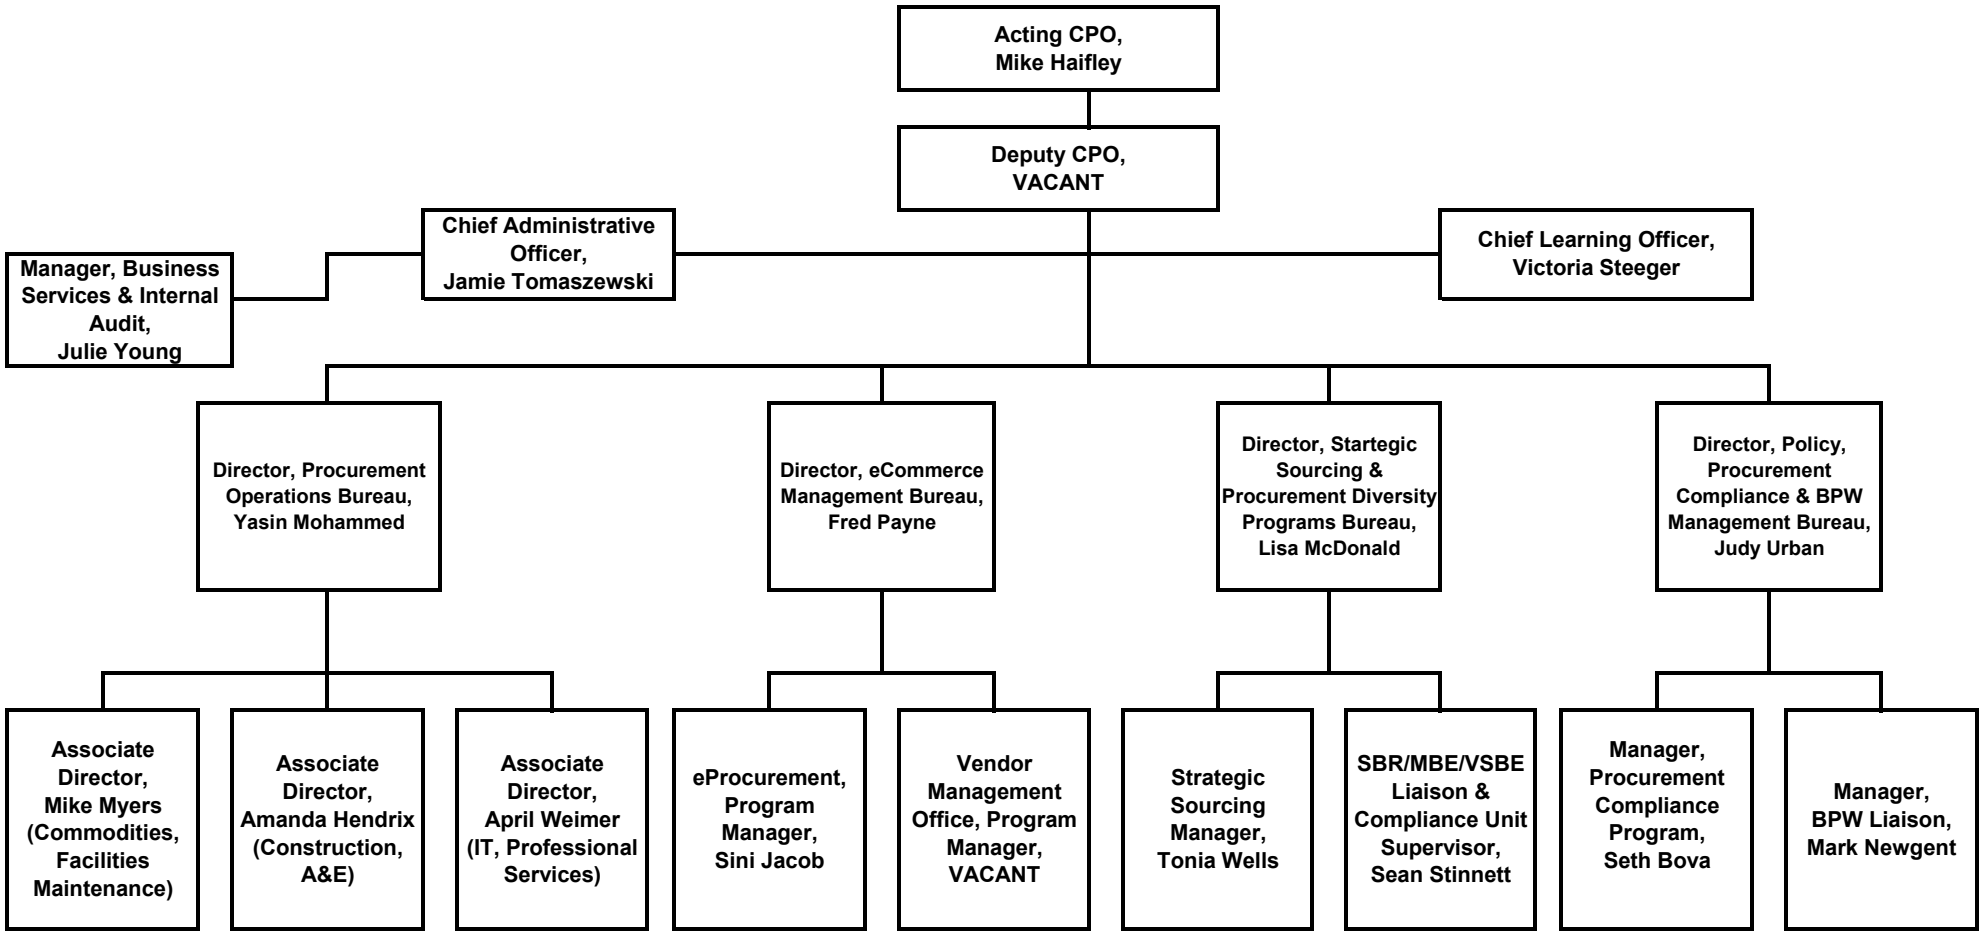 Acting CPO,
Mike Haifley
Deputy CPO,
VACANT
Chief Administrative
Officer,
Jamie Tomaszewski
Chief Learning Officer,
Victoria Steeger
Manager, Business
Services & Internal
Audit,
Julie Young
Director, Procurement
Operations Bureau,
Yasin Mohammed
Director, eCommerce
Management Bureau,
Fred Payne
Director, Startegic
Sourcing &
Procurement Diversity
Programs Bureau,
Lisa McDonald
Director, Policy,
Procurement
Compliance & BPW
Management Bureau,
Judy Urban
Associate
Director,
Mike Myers
(Commodities,
Facilities
Maintenance)
Associate
Director,
Amanda Hendrix
(Construction,
A&E)
Associate
Director,
April Weimer
(IT, Professional
Services)
eProcurement,
Program
Manager,
Sini Jacob
Vendor
Management
Office, Program
Manager,
VACANT
Strategic
Sourcing
Manager,
Tonia Wells
SBR/MBE/VSBE
Liaison &
Compliance Unit
Supervisor,
Sean Stinnett
Manager,
Procurement
Compliance
Program,
Seth Bova
Manager,
BPW Liaison,
Mark Newgent